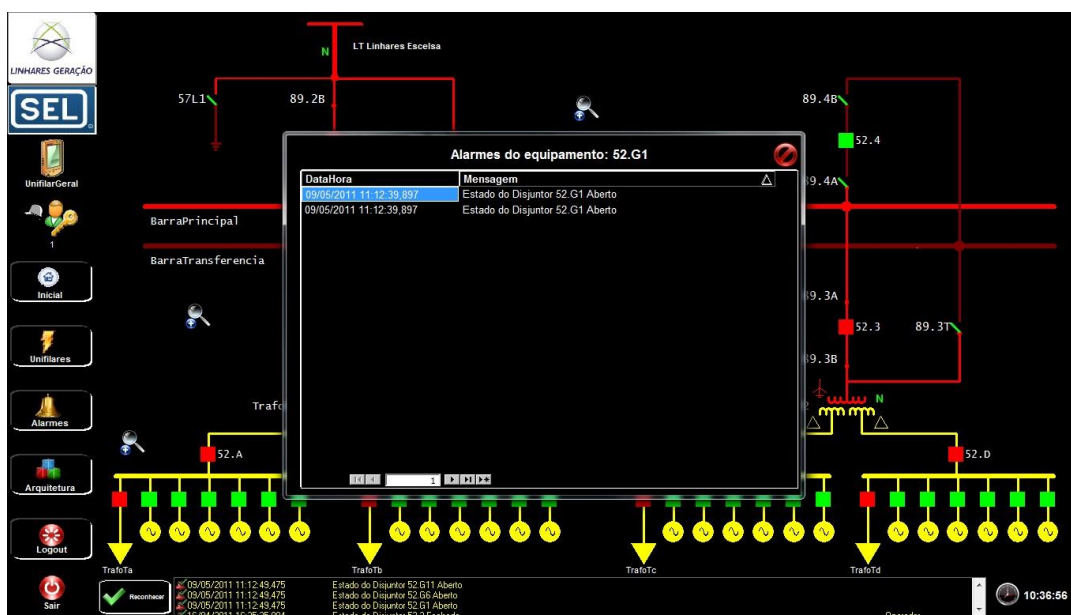 LINHARES GERAÇÃO
SEL
UnifilarGeral
1
Inicial
Unifilares
Alarmes
Arquitetura
Logout
Sair
N
LT Linhares Escelsa
57L1
89.2B
89.4B
52.4
89.4A
BarraPrincipal
BarraTransferencia
89.3A
52.3
89.3T
89.3B
N
Alarmes do equipamento: 52.G1
DataHora Mensagem
09/05/2011 11:12:39,897 Estado do Disjuntor 52.G1 Aberto
09/05/2011 11:12:39,897 Estado do Disjuntor 52.G1 Aberto
1
52.A
52.D
TrafoTa
TrafoTb
TrafoTc
TrafoTd
Reconhecer
09/05/2011 11:12:49,475 Estado do Disjuntor 52.G11 Aberto
09/05/2011 11:12:49,475 Estado do Disjuntor 52.G6 Aberto
09/05/2011 11:12:49,475 Estado do Disjuntor 52.G1 Aberto
10:36:56